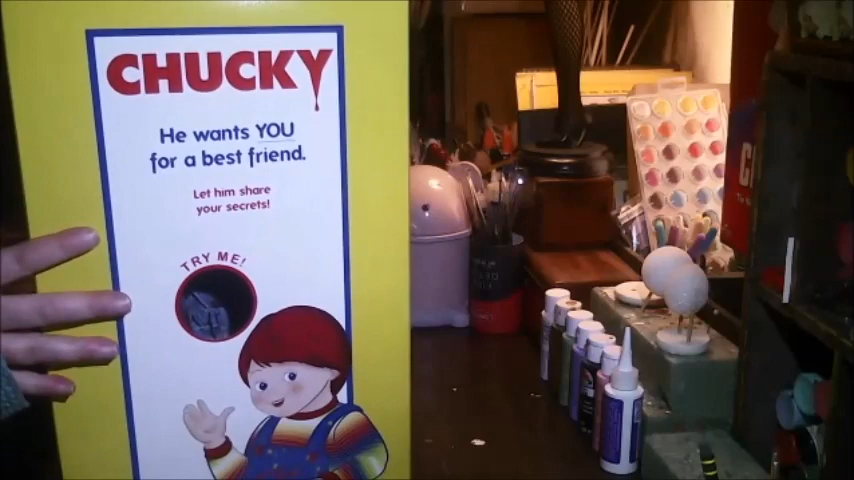 CHUCKY
He wants YOU
for a best friend.
Let him share
your secrets!
TRY ME!